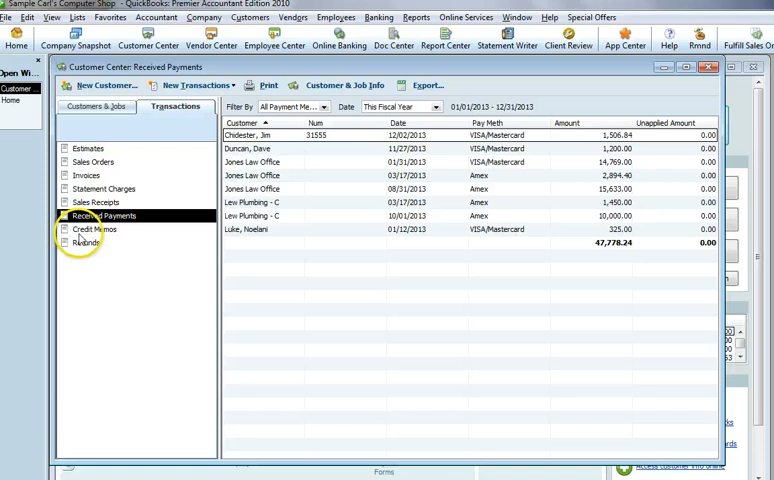 Sample Carl's Computer Shop - QuickBooks: Premier Accountant Edition 2010
File Edit View Lists Favorites Accountant Company Customers Vendors Employees Banking Reports Online Services Window Help Special Offers
Home Company Snapshot Customer Center Vendor Center Employee Center Online Banking Doc Center Report Center Statement Writer Client Review App Center Help Rmnd Fulfill Sales Or
Open Wi
Customer
Home
Customer Center: Received Payments
New Customer... New Transactions Print Customer & Job Info Export...
Customers & Jobs Transactions
Filter By All Payment Me... Date This Fiscal Year 01/01/2013 - 12/31/2013
Customer Num Date Pay Meth Amount Unapplied Amount
Chidester, Jim 31555 12/02/2013 VISA/Mastercard 1,506.84 0.00
Duncan, Dave 11/27/2013 VISA/Mastercard 1,200.00 0.00
Jones Law Office 01/31/2013 VISA/Mastercard 14,769.00 0.00
Jones Law Office 03/17/2013 Amex 2,894.40 0.00
Jones Law Office 08/31/2013 Amex 15,633.00 0.00
Lew Plumbing - C 03/17/2013 Amex 1,450.00 0.00
Lew Plumbing - C 10/01/2013 Amex 10,000.00 0.00
Luke, Noelani 01/12/2013 VISA/Mastercard 325.00 0.00
47,778.24 0.00
Estimates
Sales Orders
Invoices
Statement Charges
Sales Receipts
Received Payments
Credit Memos
Refunds
Forms
Access customer info online